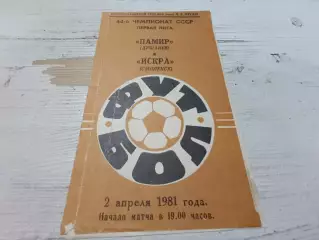 44-й ЧЕМПИОНАТ СССР
ПЕРВАЯ ЛИГА
«ПАМИР»
«ИСКРА»
ФУТБОЛ
2 апреля 1981 года.
Начало матча в 19.00 часов.